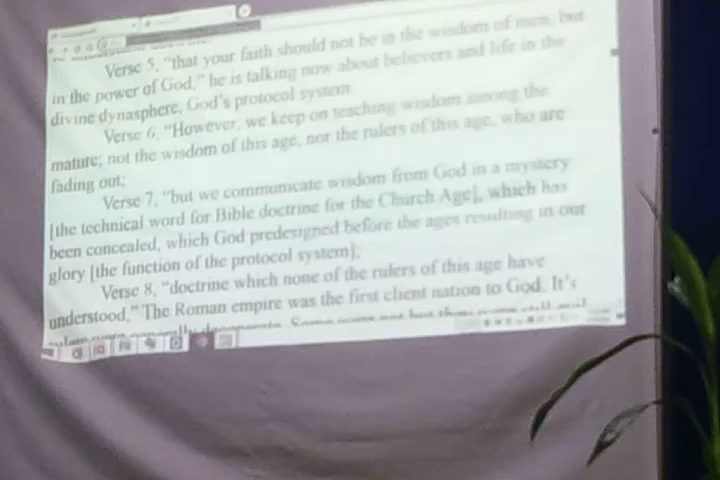 Verse 5, "that your faith should not be in the wisdom of men, but
in the power of God," he is talking now about believers and life in the
divine dynasphere, God's protocol system
Verse 6, "However, we keep on teaching wisdom among the
mature; not the wisdom of this age, nor the rulers of this age, who are
fading out;
Verse 7, "but we communicate wisdom from God in a mystery
[the technical word for Bible doctrine for the Church Age], which has
been concealed, which God predesigned before the ages resulting in our
glory [the function of the protocol system];
Verse 8, "doctrine which none of the rulers of this age have
understood," The Roman empire was the first client nation to God. It's